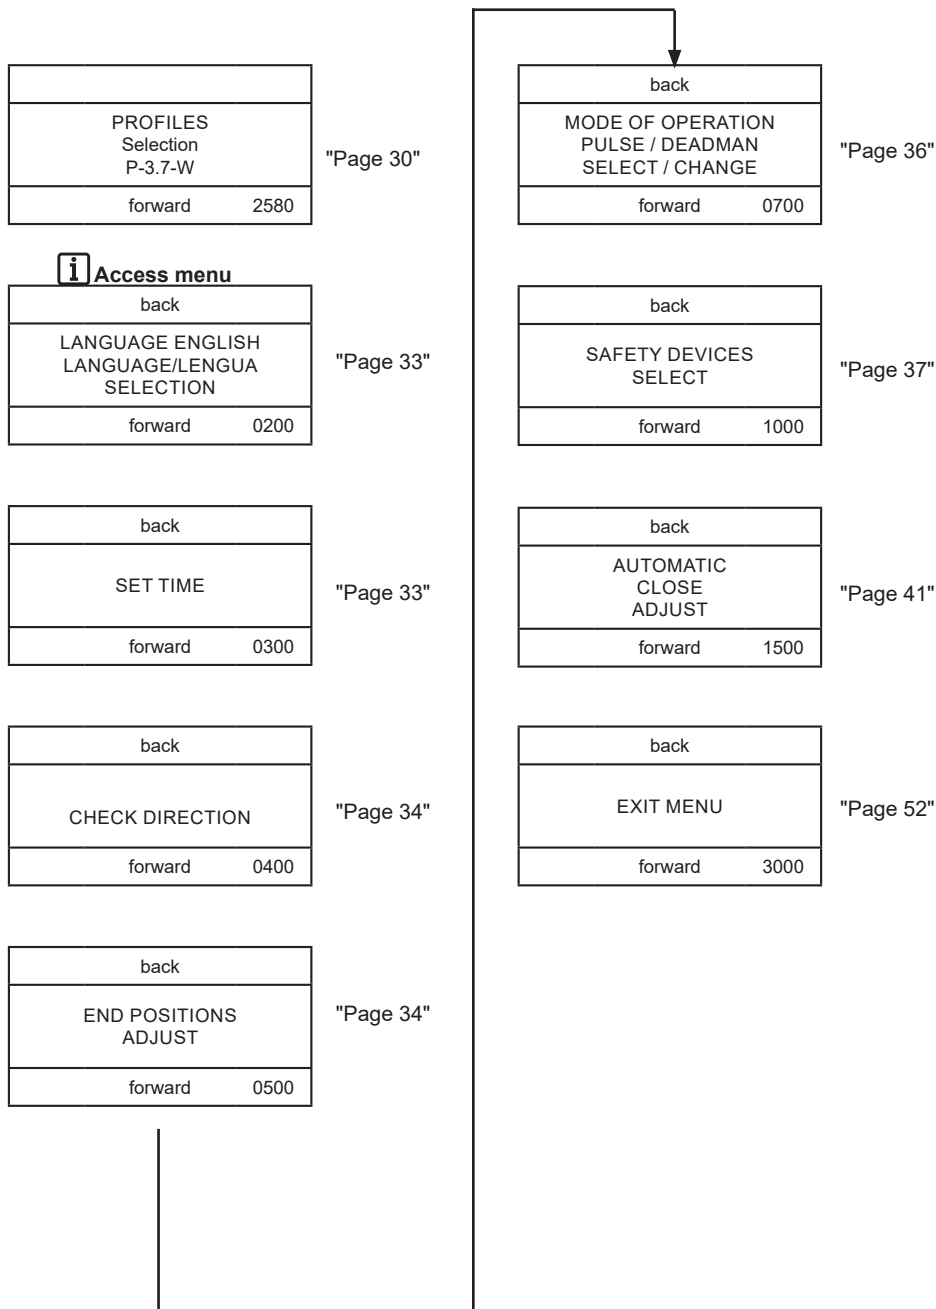 PROFILES
Selection
P-3.7-W
forward 2580
"Page 30"
i Access menu
back
LANGUAGE ENGLISH
LANGUAGE/LENGUA
SELECTION
forward 0200
"Page 33"
back
SET TIME
forward 0300
"Page 33"
back
CHECK DIRECTION
forward 0400
"Page 34"
back
END POSITIONS
ADJUST
forward 0500
"Page 34"
back
MODE OF OPERATION
PULSE / DEADMAN
SELECT / CHANGE
forward 0700
"Page 36"
back
SAFETY DEVICES
SELECT
forward 1000
"Page 37"
back
AUTOMATIC
CLOSE
ADJUST
forward 1500
"Page 41"
back
EXIT MENU
forward 3000
"Page 52"